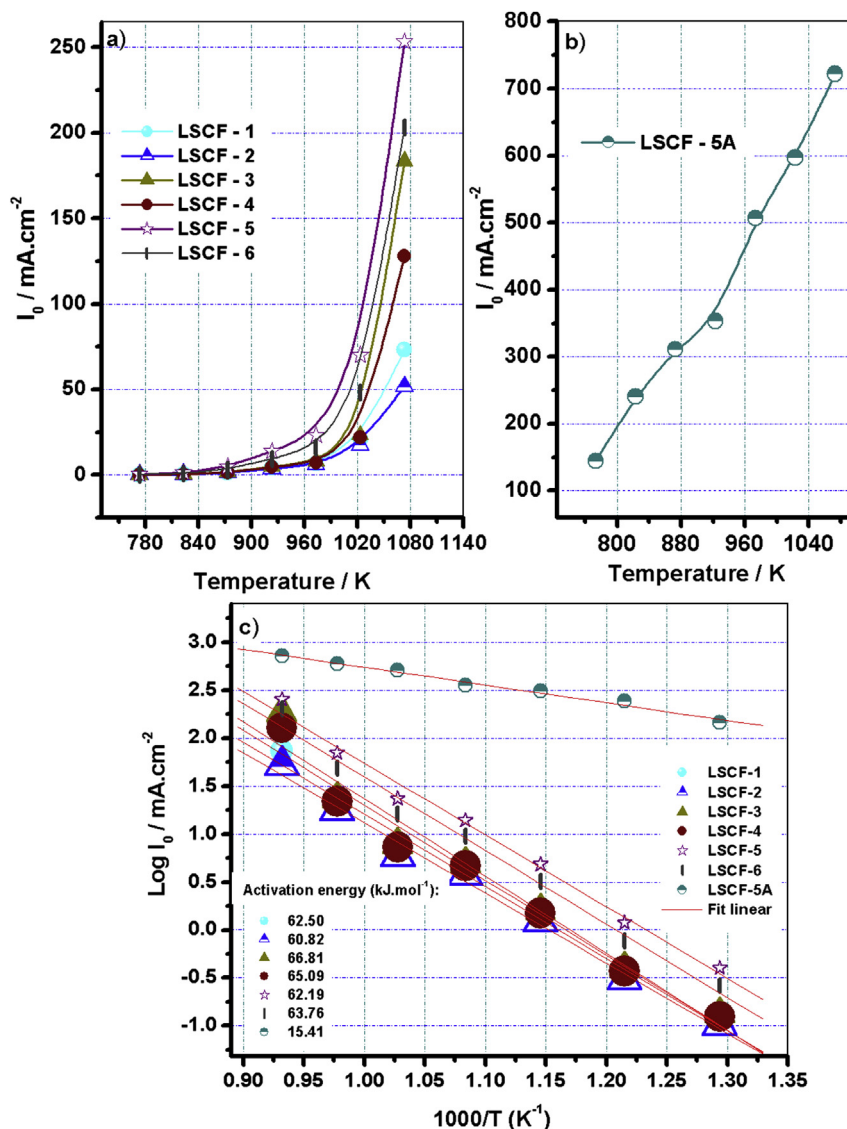 a)
LSCF - 1
LSCF - 2
LSCF - 3
LSCF - 4
LSCF - 5
LSCF - 6
I₀ / mA.cm⁻²
250
200
150
100
50
0
780 840 900 960 1020 1080 1140
Temperature / K
b)
LSCF - 5A
I₀ / mA.cm⁻²
800
700
600
500
400
300
200
100
800 880 960 1040
Temperature / K
c)
Log I₀ / mA.cm⁻²
3.0
2.5
2.0
1.5
1.0
0.5
0.0
-0.5
-1.0
LSCF-1
LSCF-2
LSCF-3
LSCF-4
LSCF-5
LSCF-6
LSCF-5A
Fit linear
Activation energy (kJ.mol⁻¹):
62.50
60.82
66.81
65.09
62.19
63.76
15.41
0.90 0.95 1.00 1.05 1.10 1.15 1.20 1.25 1.30 1.35
1000/T (K⁻¹)